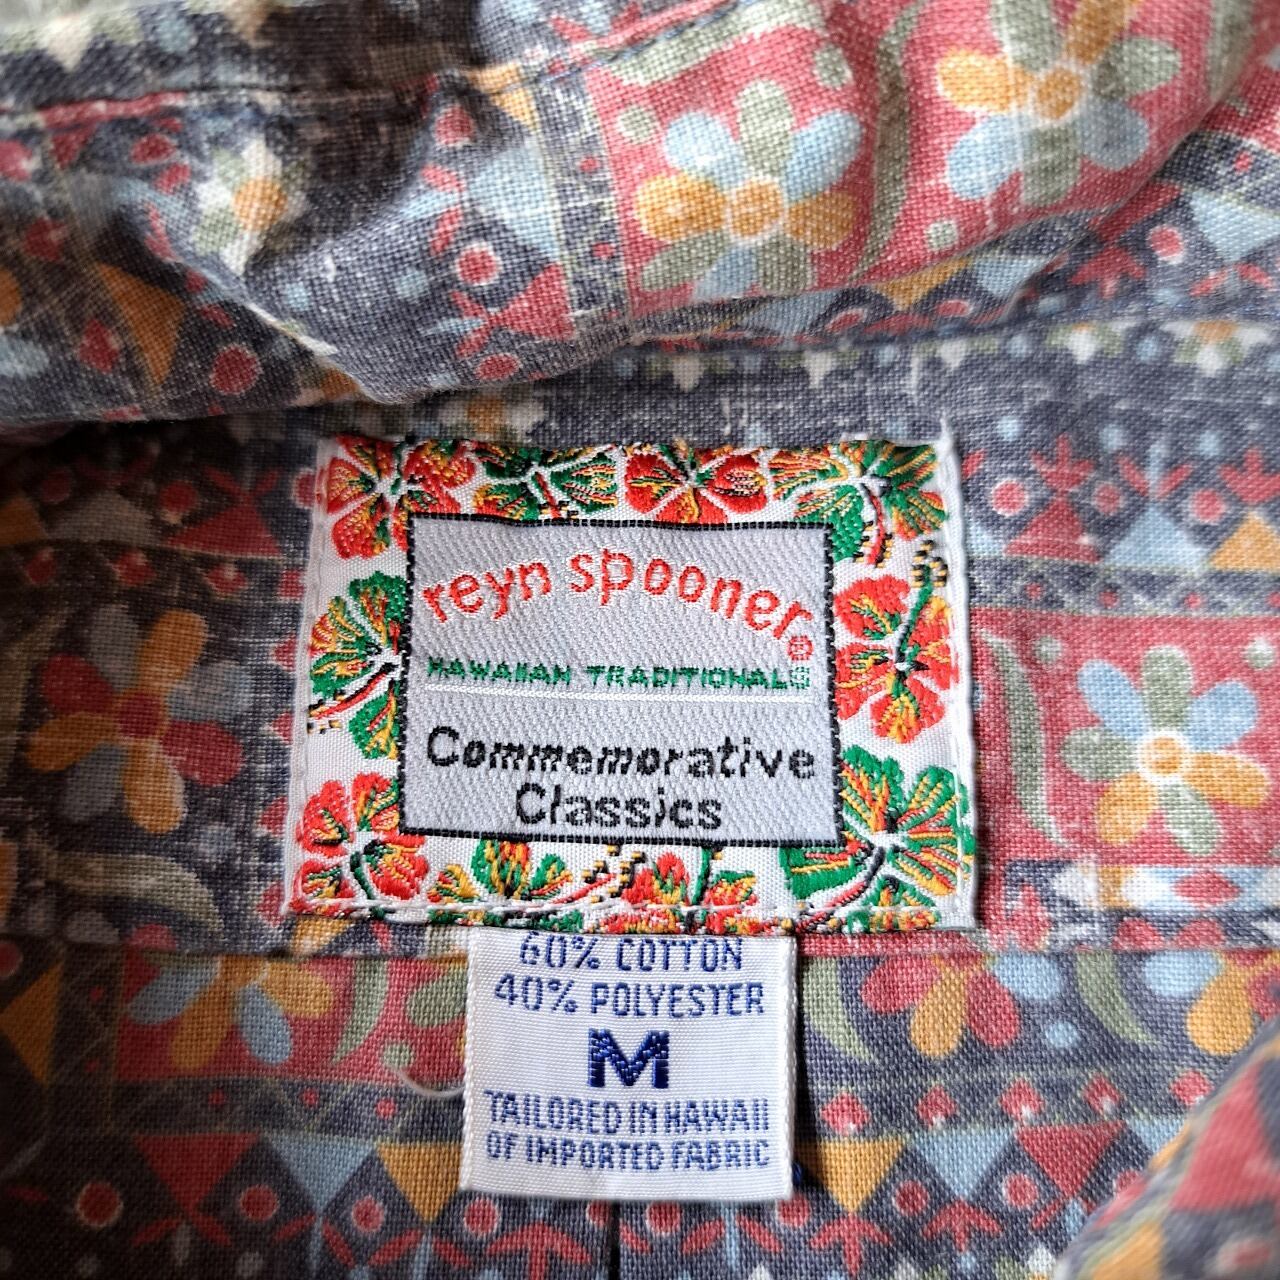 reyn spooner®
HAWAIIAN TRADITIONALS
Commemorative
Classics
60% COTTON
40% POLYESTER
M
TAILORED IN HAWAII
OF IMPORTED FABRIC